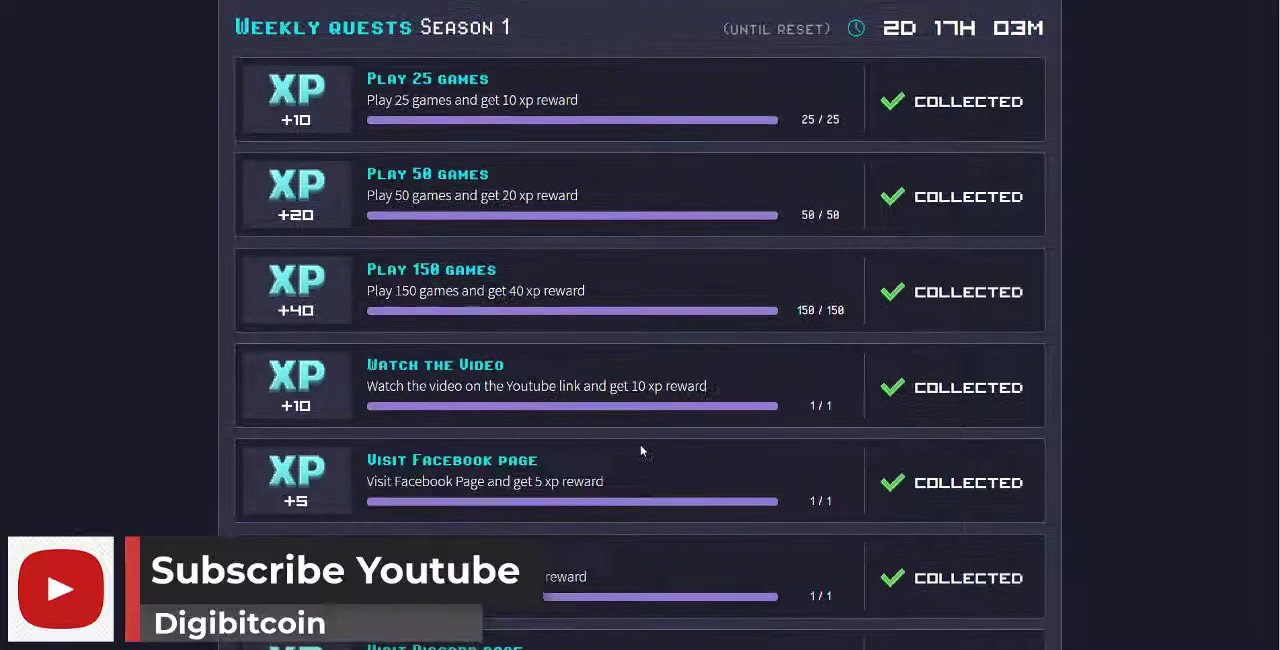 Weekly quests Season 1
(until reset) 2D 17H 03M
XP
+10
Play 25 games
Play 25 games and get 10 xp reward
25 / 25
COLLECTED
XP
+20
Play 50 games
Play 50 games and get 20 xp reward
50 / 50
COLLECTED
XP
+40
Play 150 games
Play 150 games and get 40 xp reward
150 / 150
COLLECTED
XP
+10
Watch the Video
Watch the video on the Youtube link and get 10 xp reward
1 / 1
COLLECTED
XP
+5
Visit Facebook page
Visit Facebook Page and get 5 xp reward
1 / 1
COLLECTED
reward
1 / 1
COLLECTED
Subscribe Youtube
Digibitcoin
Visit Discord page